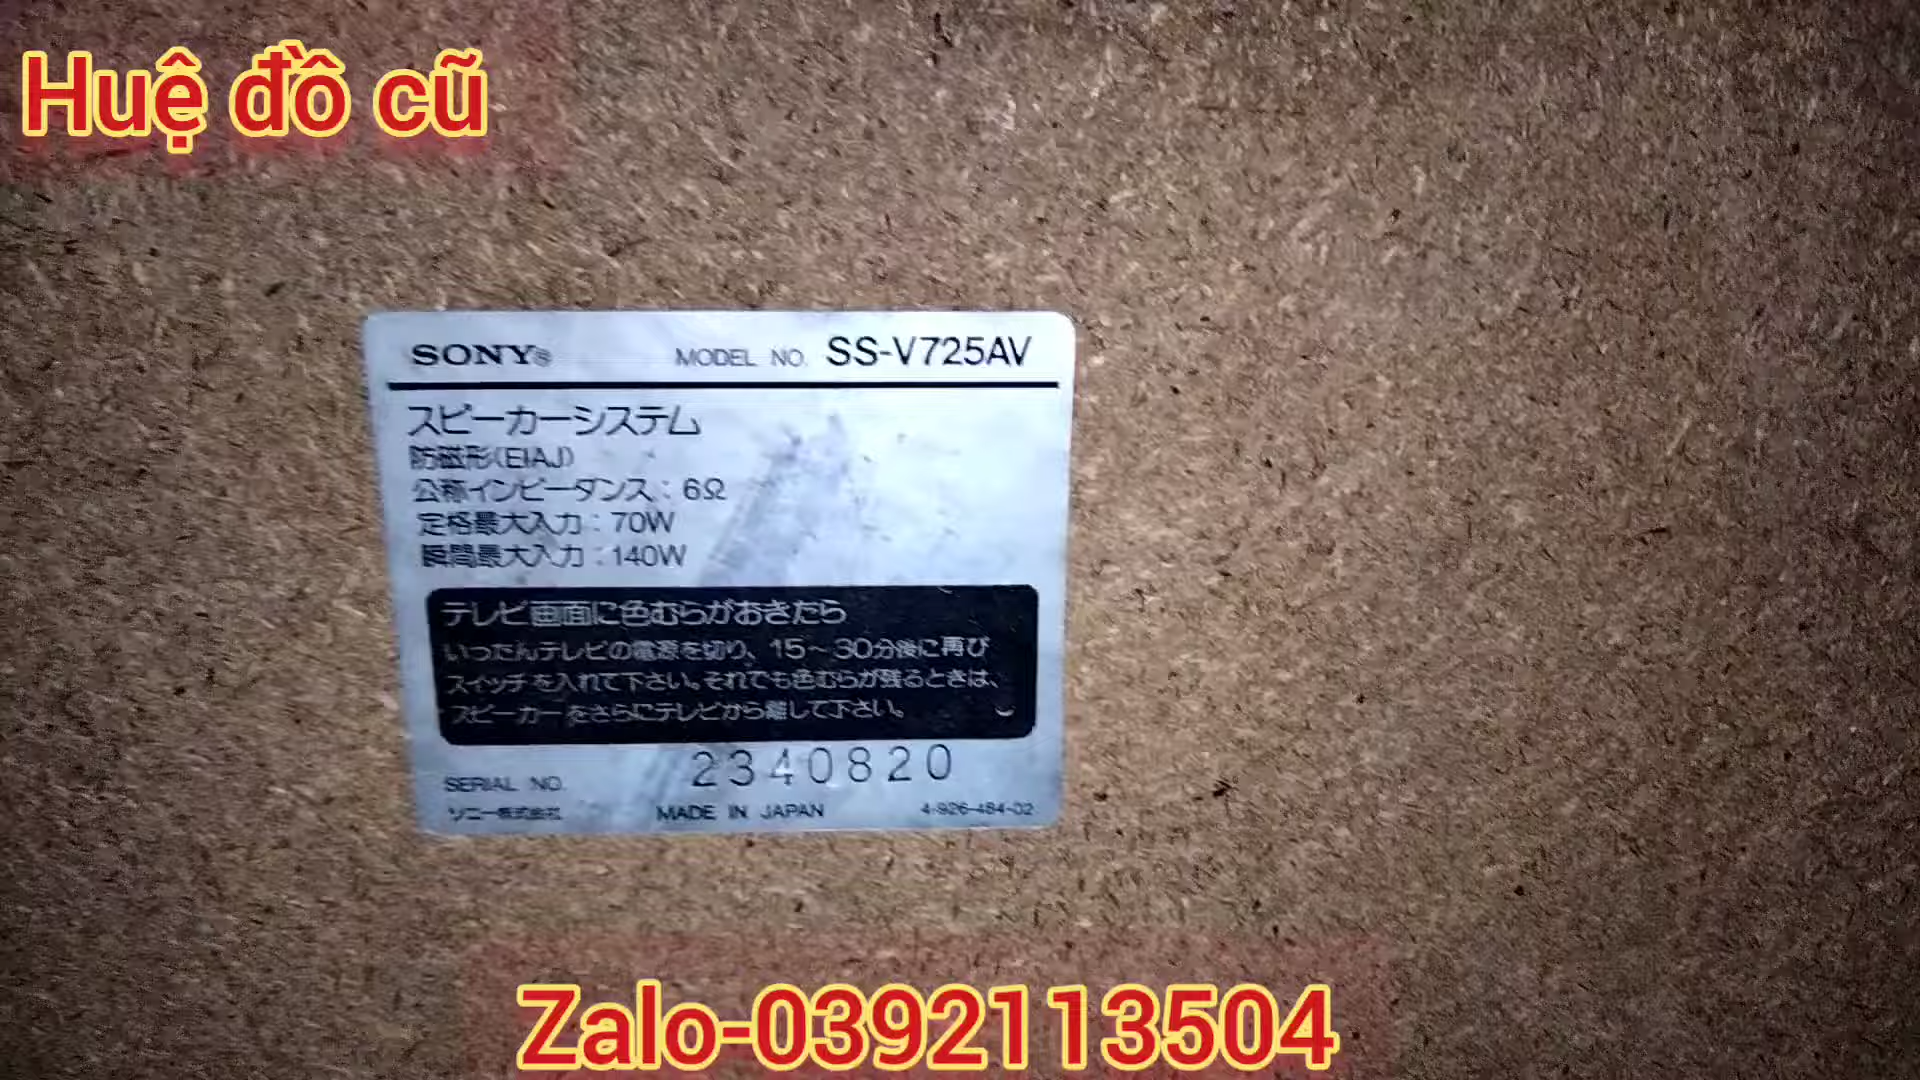 Huệ đồ cũ
SONY® MODEL NO. SS-V725AV
スピーカーシステム
防磁形(EIAJ)
公称インピーダンス:6Ω
定格最大入力:70W
瞬間最大入力:140W
テレビ画面に色むらがおきたら
いったんテレビの電源を切り、15〜30分後に再び
スイッチを入れて下さい。それでも色むらが残るときは、
スピーカーをさらにテレビから離して下さい。
SERIAL NO. 2340820
ソニー株式会社 MADE IN JAPAN 4-926-484-02
Zalo-0392113504